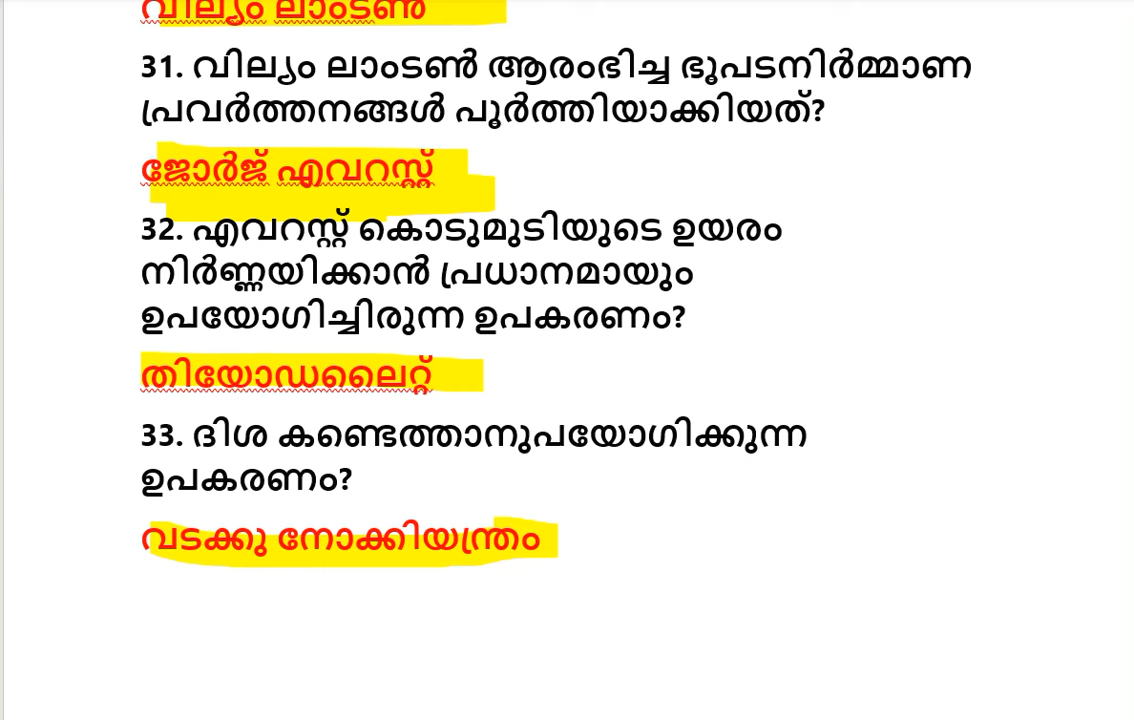 വില്യം ലാംടൺ
31. വില്യം ലാംടൺ ആരംഭിച്ച ഭൂപടനിർമ്മാണ
പ്രവർത്തനങ്ങൾ പൂർത്തിയാക്കിയത്?
ജോർജ് എവറസ്റ്റ്
32. എവറസ്റ്റ് കൊടുമുടിയുടെ ഉയരം
നിർണ്ണയിക്കാൻ പ്രധാനമായും
ഉപയോഗിച്ചിരുന്ന ഉപകരണം?
തിയോഡലൈറ്റ്
33. ദിശ കണ്ടെത്താനുപയോഗിക്കുന്ന
ഉപകരണം?
വടക്കു നോക്കിയന്ത്രം